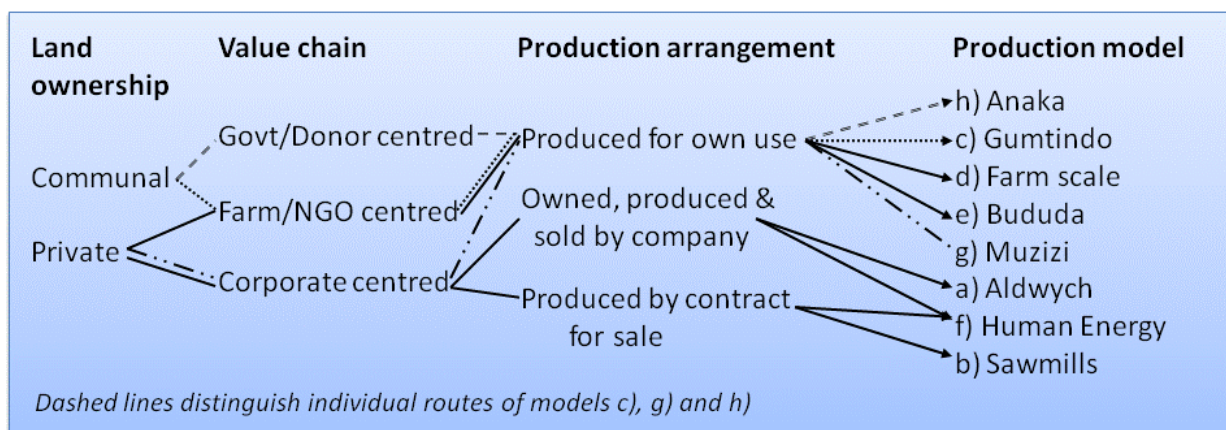 Land ownership
Value chain
Production arrangement
Production model
Communal
Private
Govt/Donor centred
Farm/NGO centred
Corporate centred
Produced for own use
Owned, produced &
sold by company
Produced by contract
for sale
h) Anaka
c) Gumtindo
d) Farm scale
e) Bududa
g) Muzizi
a) Aldwych
f) Human Energy
b) Sawmills
Dashed lines distinguish individual routes of models c), g) and h)